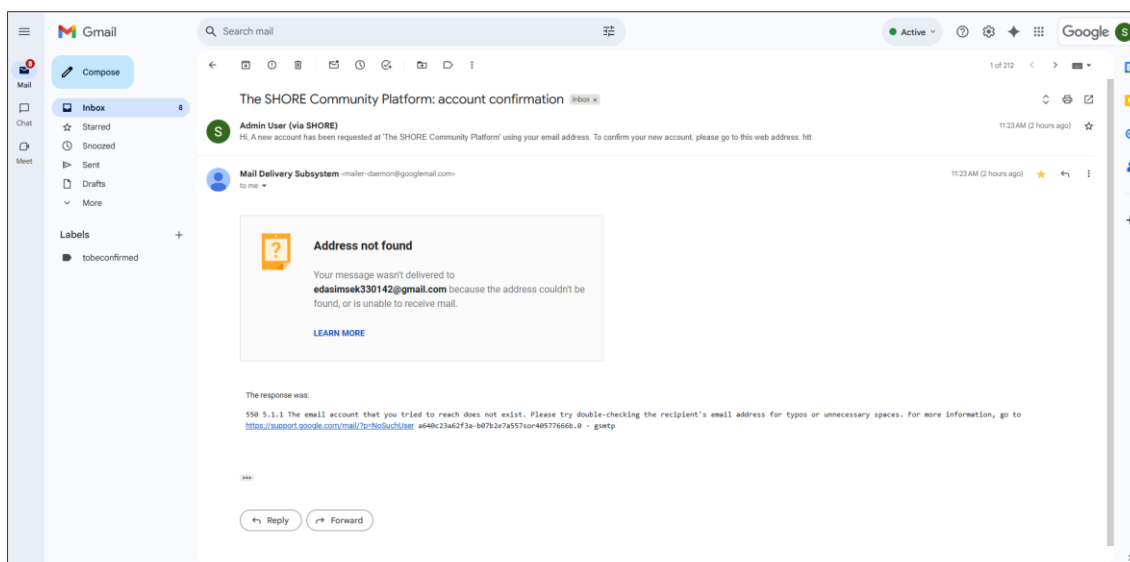 Gmail
Search mail
Active
Google
S
8
Mail
Compose
1 of 212
Inbox 8
Chat
Starred
The SHORE Community Platform: account confirmation Inbox x
Meet
Snoozed
S
Admin User (via SHORE)
11:23 AM (2 hours ago)
Hi, A new account has been requested at 'The SHORE Community Platform' using your email address. To confirm your new account, please go to this web address: htt
Sent
Drafts
More
Mail Delivery Subsystem <mailer-daemon@googlemail.com>
11:23 AM (2 hours ago)
to me
Labels
tobeconfirmed
Address not found
Your message wasn't delivered to
edasimsek330142@gmail.com because the address couldn't be
found, or is unable to receive mail.
LEARN MORE
The response was:
550 5.1.1 The email account that you tried to reach does not exist. Please try double-checking the recipient's email address for typos or unnecessary spaces. For more information, go to
https://support.google.com/mail/?p=NoSuchUser a640c23a62f3a-b07b2e7a557sor40577666b.0 - gsmtp
Reply
Forward